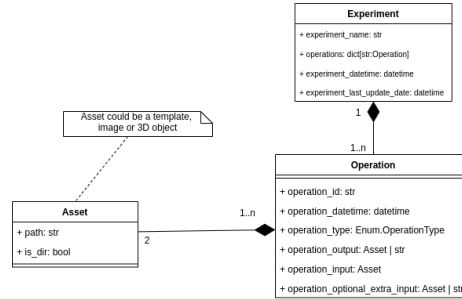 Experiment
+ experiment_name: str
+ operations: dict[str:Operation]
+ experiment_datetime: datetime
+ experiment_last_update_date: datetime
1
Asset could be a template,
image or 3D object
1..n
Operation
+ operation_id: str
+ operation_datetime: datetime
+ operation_type: Enum.OperationType
+ operation_output: Asset | str
+ operation_input: Asset
+ operation_optional_extra_input: Asset | str
1..n
Asset
+ path: str
+ is_dir: bool
2